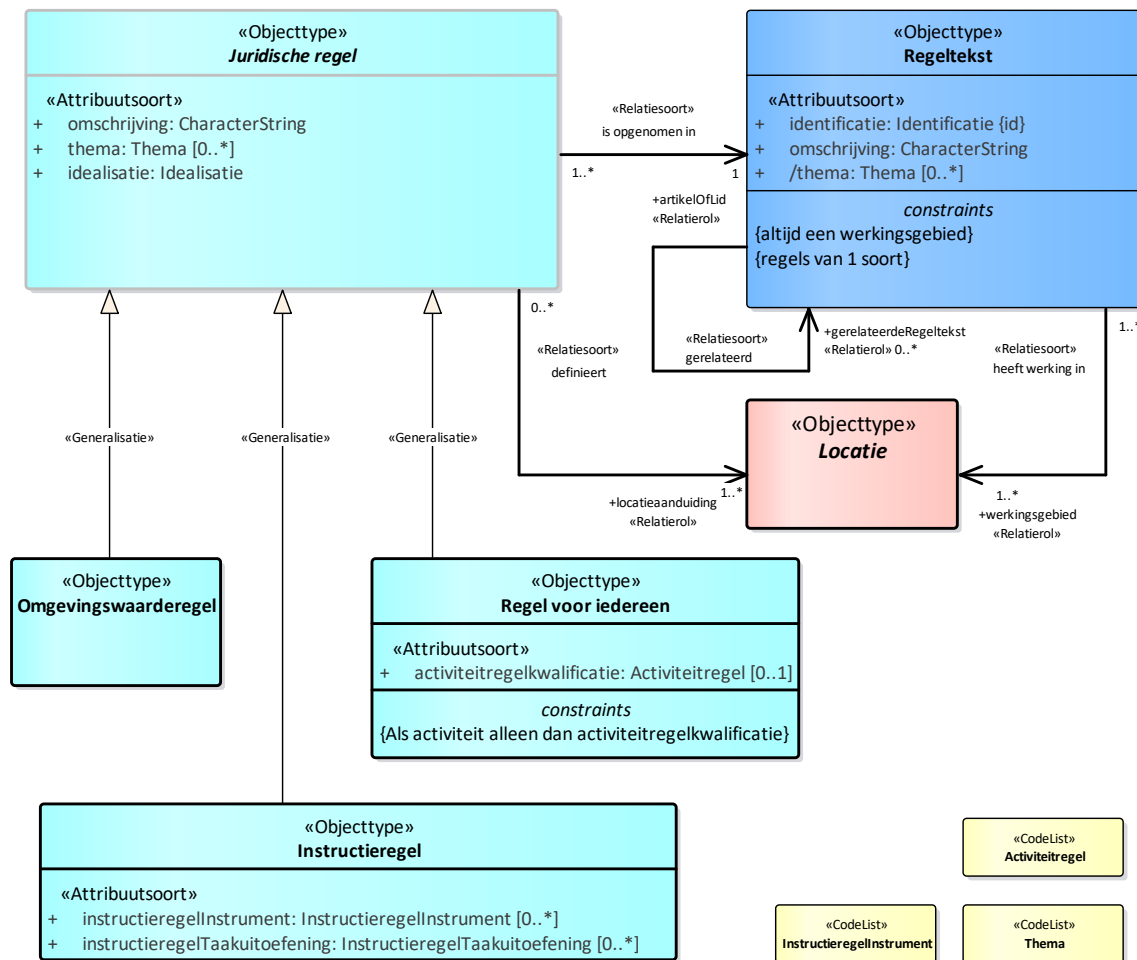 «Objecttype»
Juridische regel
«Attribuutsoort»
+ omschrijving: CharacterString
+ thema: Thema [0..*]
+ idealisatie: Idealisatie
«Objecttype»
Regeltekst
«Attribuutsoort»
+ identificatie: Identificatie {id}
+ omschrijving: CharacterString
+ /thema: Thema [0..*]
constraints
{altijd een werkingsgebied}
{regels van 1 soort}
«Relatiesoort»
is opgenomen in
1..*
1
+artikelOfLid
«Relatierol»
«Relatiesoort»
gerelateerd
+gerelateerdeRegeltekst
«Relatierol» 0..*
0..*
«Relatiesoort»
definieert
1..*
+locatieaanduiding
«Relatierol»
1..*
«Relatiesoort»
heeft werking in
1..*
+werkingsgebied
«Relatierol»
«Objecttype»
Locatie
«Generalisatie»
«Generalisatie»
«Generalisatie»
«Objecttype»
Omgevingswaarderegel
«Objecttype»
Regel voor iedereen
«Attribuutsoort»
+ activiteitregelkwalificatie: Activiteitregel [0..1]
constraints
{Als activiteit alleen dan activiteitregelkwalificatie}
«Objecttype»
Instructieregel
«Attribuutsoort»
+ instructieregelInstrument: InstructieregelInstrument [0..*]
+ instructieregelTaakuitoefening: InstructieregelTaakuitoefening [0..*]
«CodeList»
Activiteitregel
«CodeList»
InstructieregelInstrument
«CodeList»
Thema